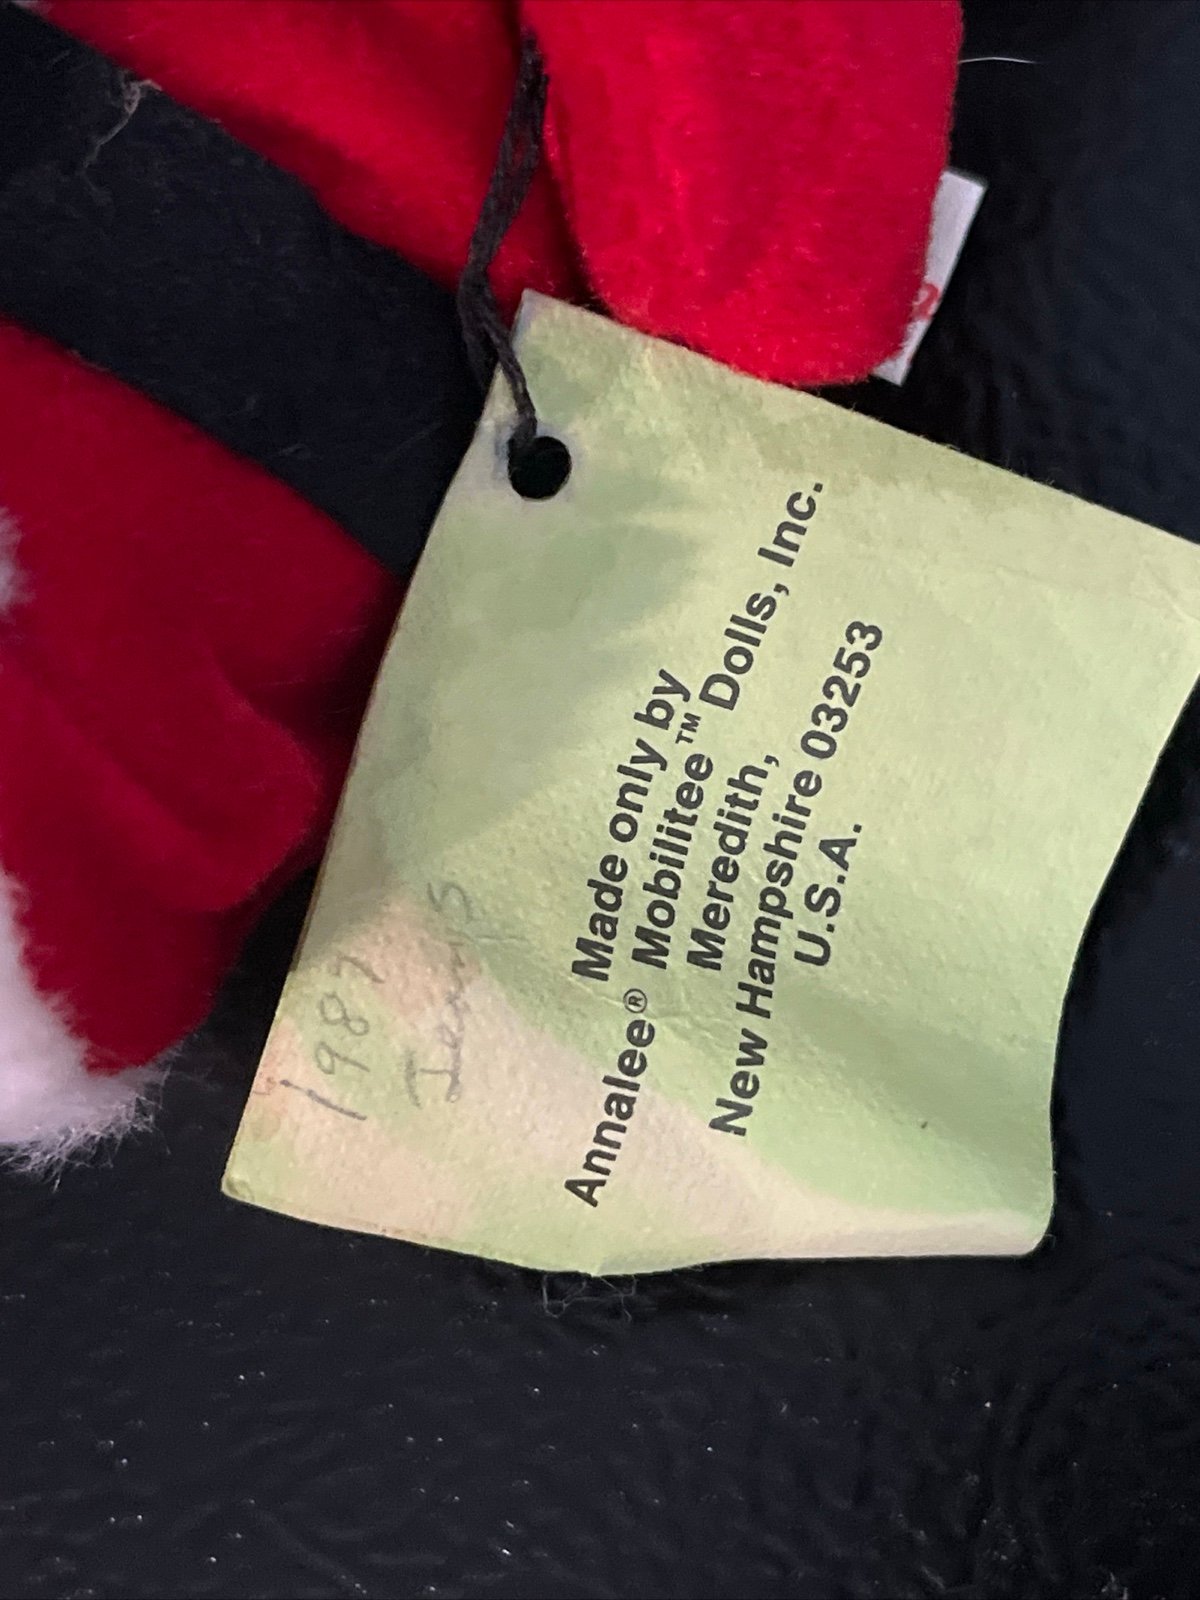 1987
Made only by
Annalee® Mobilitee™ Dolls, Inc.
Meredith,
New Hampshire 03253
U.S.A.